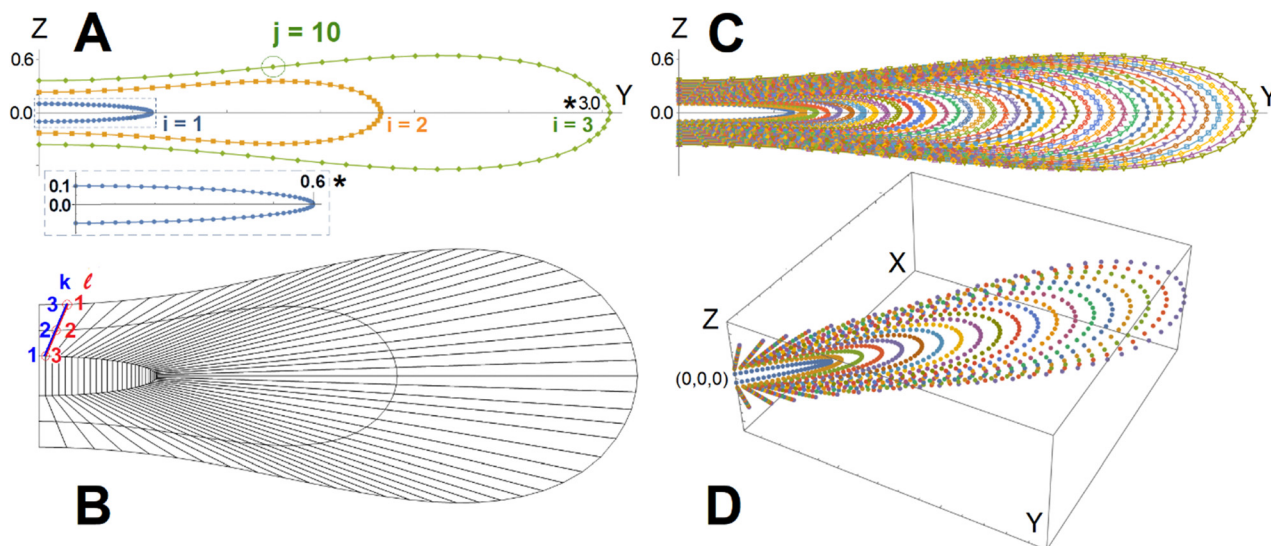 A
Z
j = 10
0.6
0.0
Y
* 3.0
i = 1
i = 2
i = 3
0.1
0.0
0.6 *
B
k ℓ
3 1
2 2
1 3
C
Z
0.6
0.0
Y
D
X
Z
(0,0,0)
Y